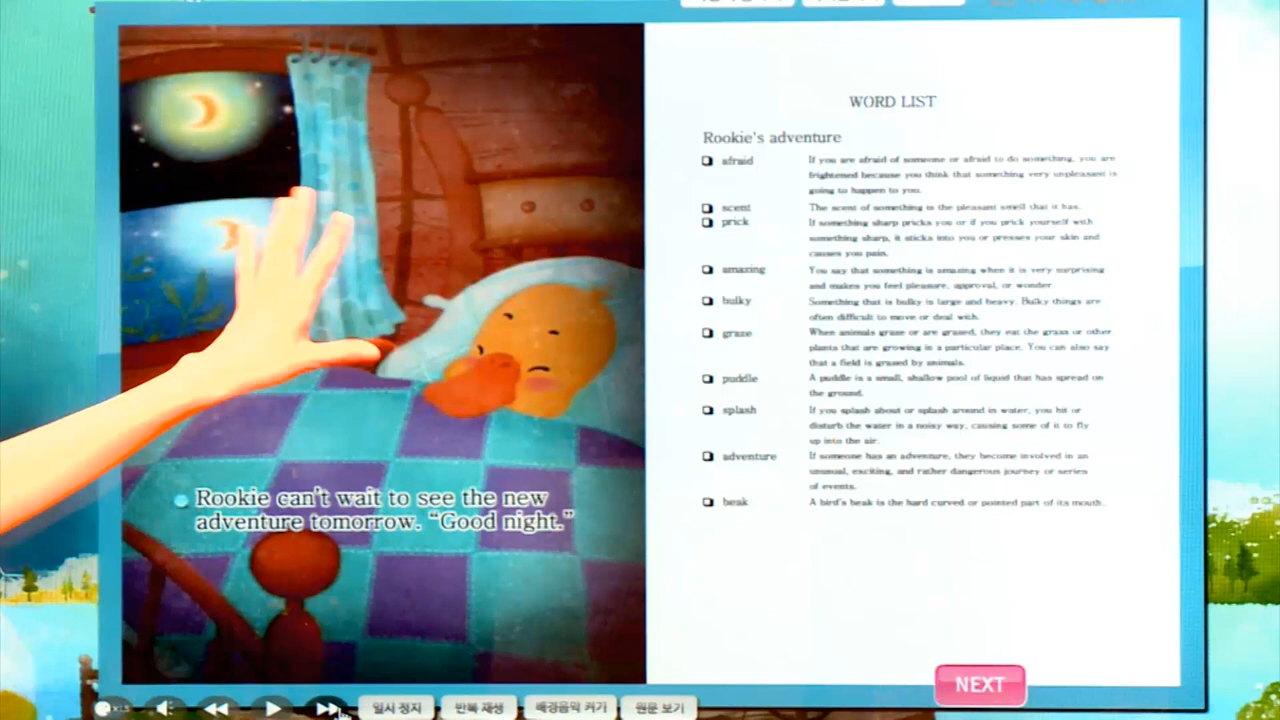 Rookie can't wait to see the new
adventure tomorrow. "Good night."
WORD LIST
Rookie's adventure
afraid If you are afraid of someone or afraid to do something, you are
frightened because you think that something very unpleasant is
going to happen to you.
scent The scent of something is the pleasant smell that it has.
prick If something sharp pricks you or if you prick yourself with
something sharp, it sticks into you or presses your skin and
causes you pain.
amazing You say that something is amazing when it is very surprising
and makes you feel pleasure, approval, or wonder.
bulky Something that is bulky is large and heavy. Bulky things are
often difficult to move or deal with.
graze When animals graze or are grazed, they eat the grass or other
plants that are growing in a particular place. You can also say
that a field is grazed by animals.
puddle A puddle is a small, shallow pool of liquid that has spread on
the ground.
splash If you splash about or splash around in water, you hit or
disturb the water in a noisy way, causing some of it to fly
up into the air.
adventure If someone has an adventure, they become involved in an
unusual, exciting, and rather dangerous journey or series
of events.
beak A bird's beak is the hard curved or pointed part of its mouth.
NEXT
일시 정지 반복 재생 배경음악 켜기 원문 보기